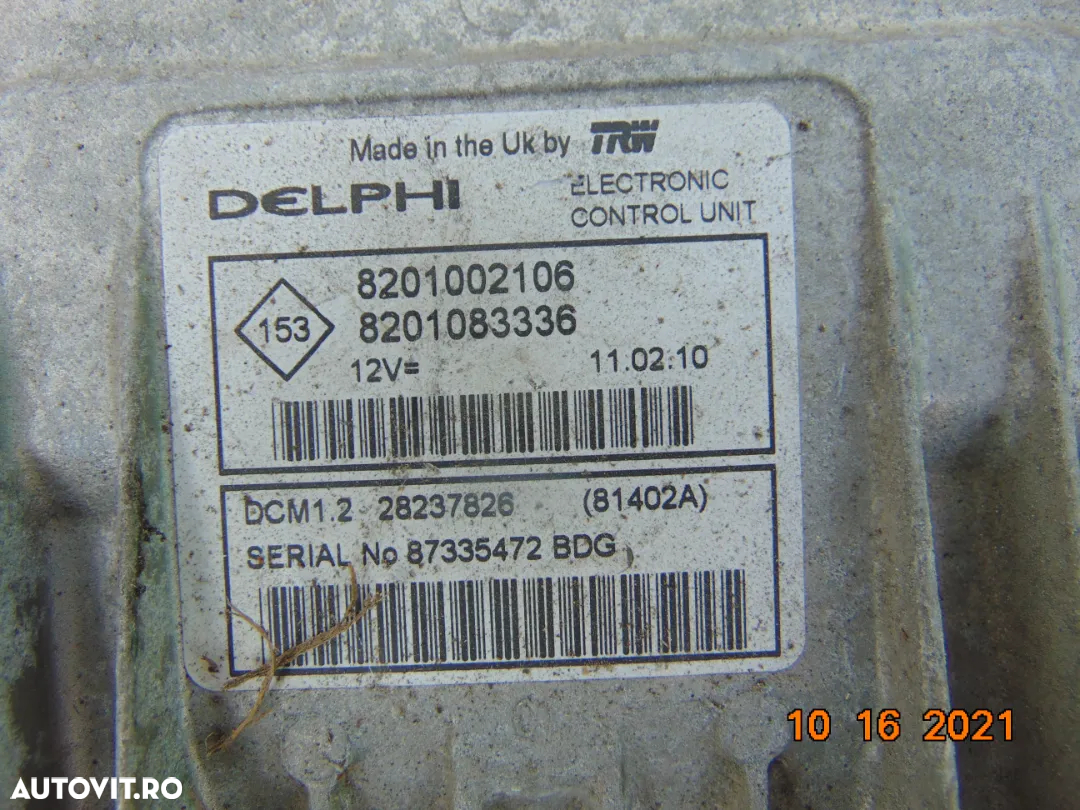 Made in the Uk by TRW
DELPHI
ELECTRONIC
CONTROL UNIT
153
8201002106
8201083336
12V=
11.02.10
DCM1.2 28237826 (81402A)
SERIAL No 87335472 BDG
10 16 2021
AUTOVIT.RO